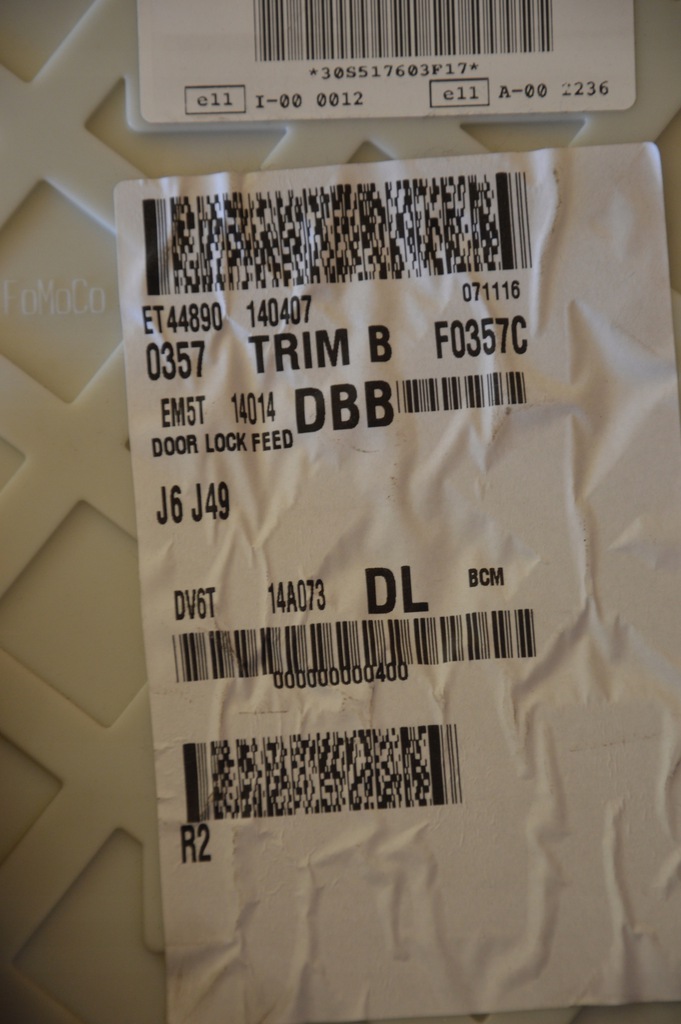 *30S517603F17*
e11 I-00 0012 e11 A-00 2236
FoMoCo
071116
ET44890 140407
0357 TRIM B F0357C
EM5T 14014 DBB
DOOR LOCK FEED
J6 J49
DV6T 14A073 DL BCM
000000000400
R2